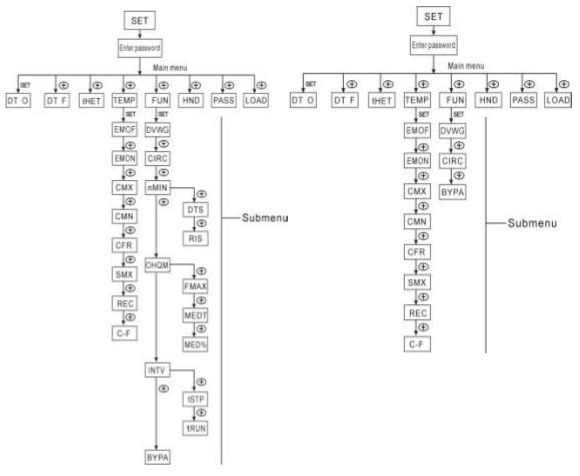 SET
Enter password
Main menu
SET
DT O DT F tHET TEMP FUN HND PASS LOAD
SET SET
EMOF DVWG
EMON CIRC
CMX nMIN
CMN DTS
CFR RIS
SMX OHQM
REC FMAX
C-F MEDT
MED%
INTV
tSTP
tRUN
BYPA
Submenu
SET
Enter password
Main menu
SET
DT O DT F tHET TEMP FUN HND PASS LOAD
SET SET
EMOF DVWG
EMON CIRC
CMX BYPA
CMN
CFR
SMX
REC
C-F
Submenu